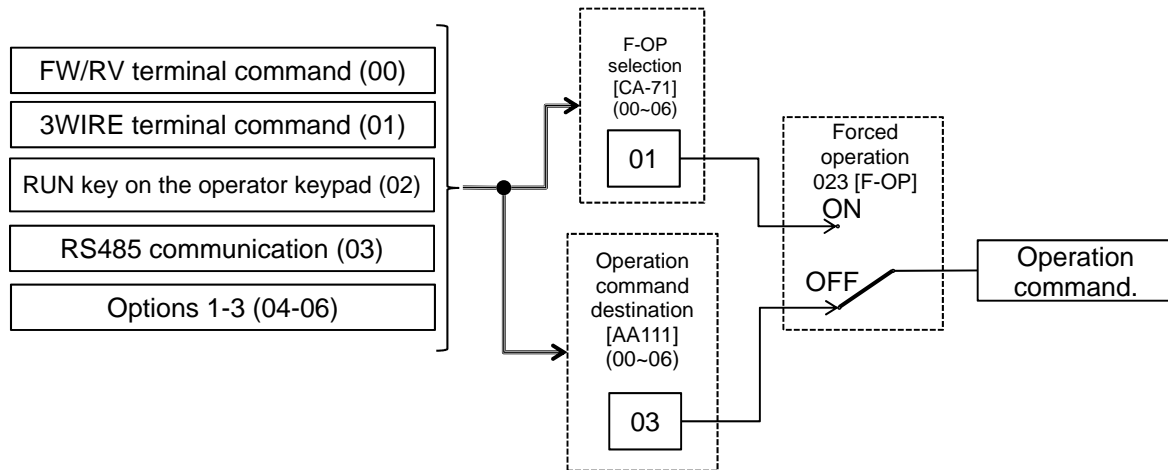 FW/RV terminal command (00)
3WIRE terminal command (01)
RUN key on the operator keypad (02)
RS485 communication (03)
Options 1-3 (04-06)
F-OP
selection
[CA-71]
(00~06)
01
Operation
command
destination
[AA111]
(00~06)
03
Forced
operation
023 [F-OP]
ON
OFF
Operation
command.